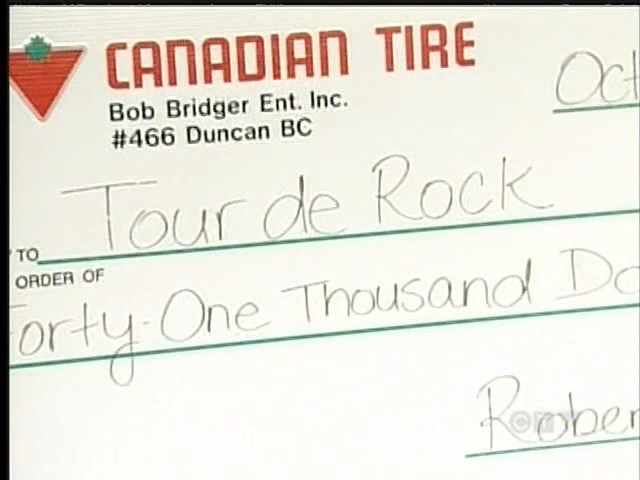 CANADIAN TIRE
Bob Bridger Ent. Inc.
#466 Duncan BC
Oct
TO Tour de Rock
ORDER OF
Forty-One Thousand Do
Rober